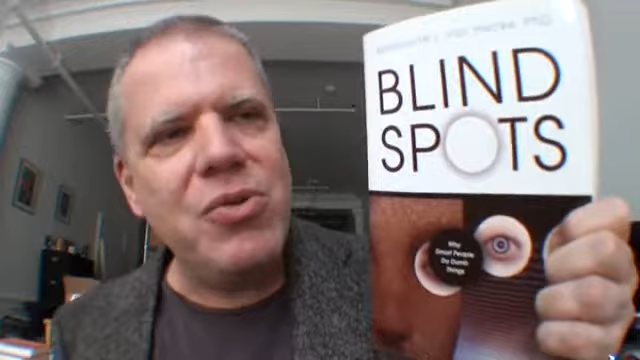 BLIND
SPOTS
Why
Smart People
Do Dumb
Things